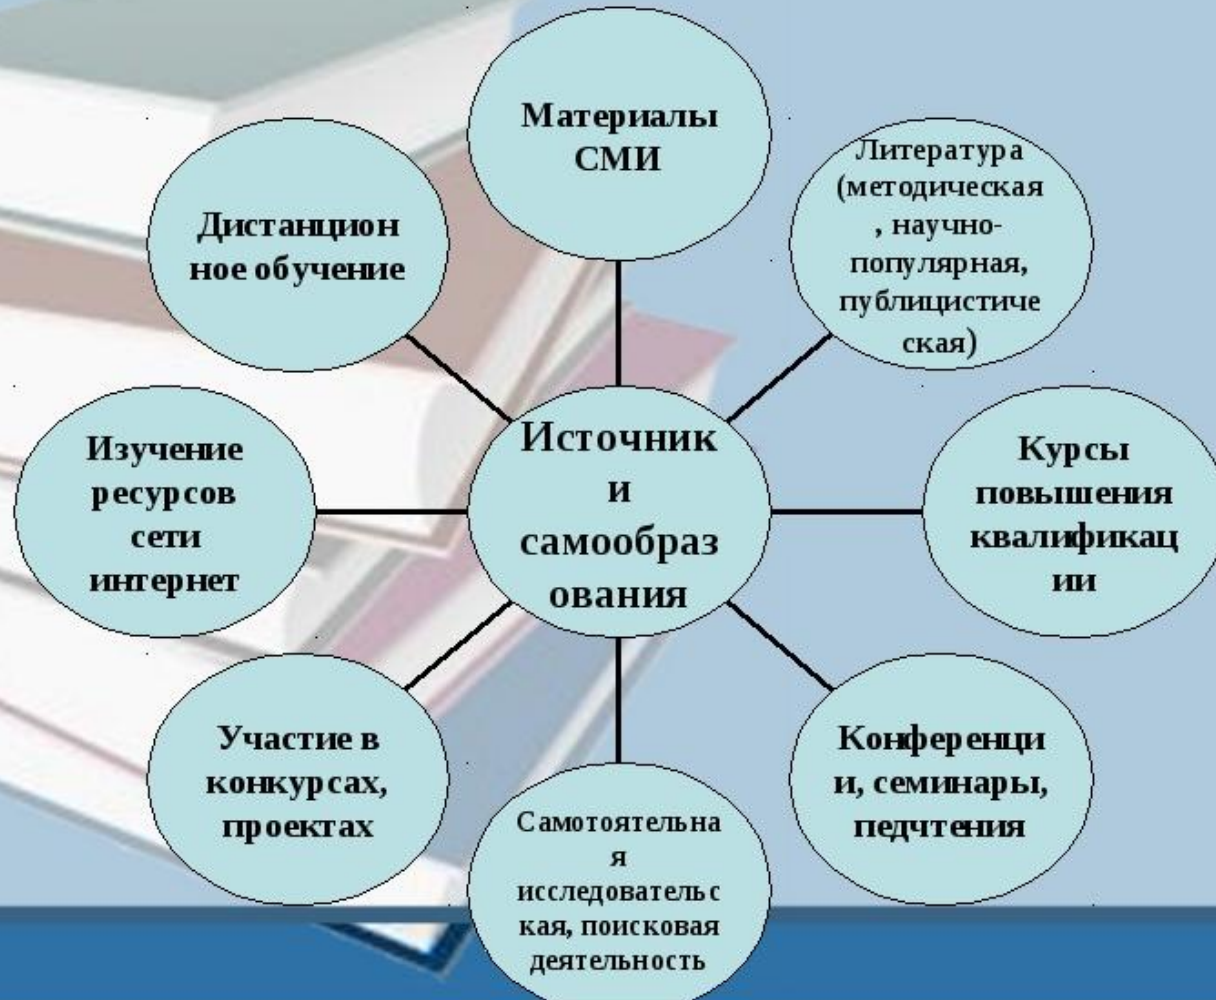 Материалы
СМИ
Литература
(методическая
, научно-
популярная,
публицистиче
ская)
Курсы
повышения
квалификац
ии
Конференци
и, семинары,
педчтения
Самотоятельна
я
исследовательс
кая, поисковая
деятельность
Участие в
конкурсах,
проектах
Изучение
ресурсов
сети
интернет
Дистанцион
ное обучение
Источник
и
самообраз
ования